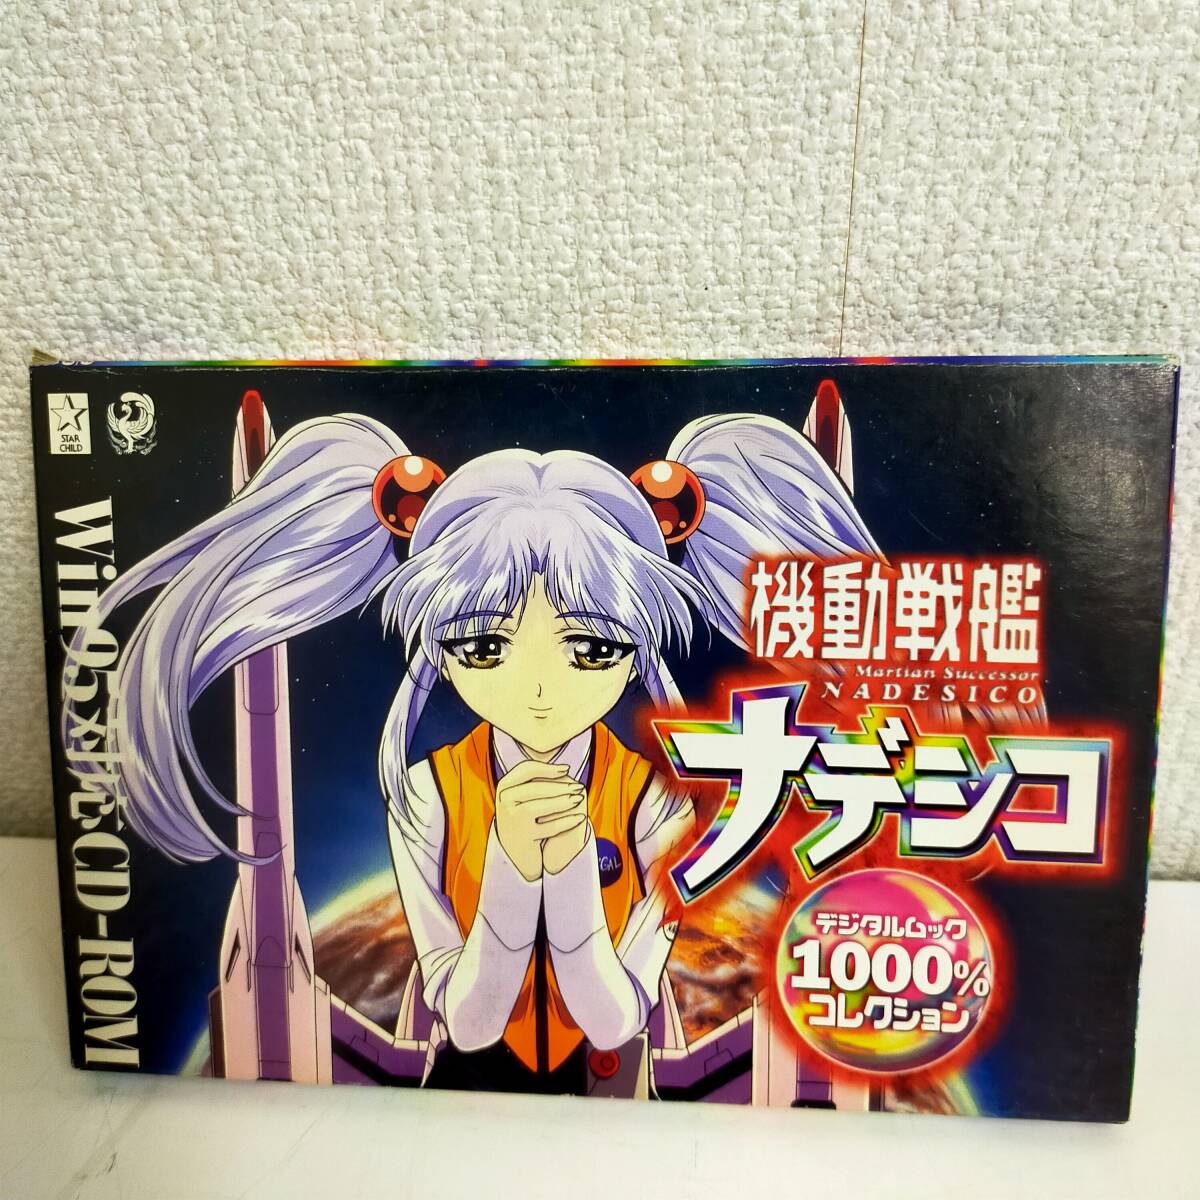 STAR
CHILD
Win95対応CD-ROM
機動戦艦
Martian Successor
NADESICO
ナデシコ
デジタルムック
1000%
コレクション